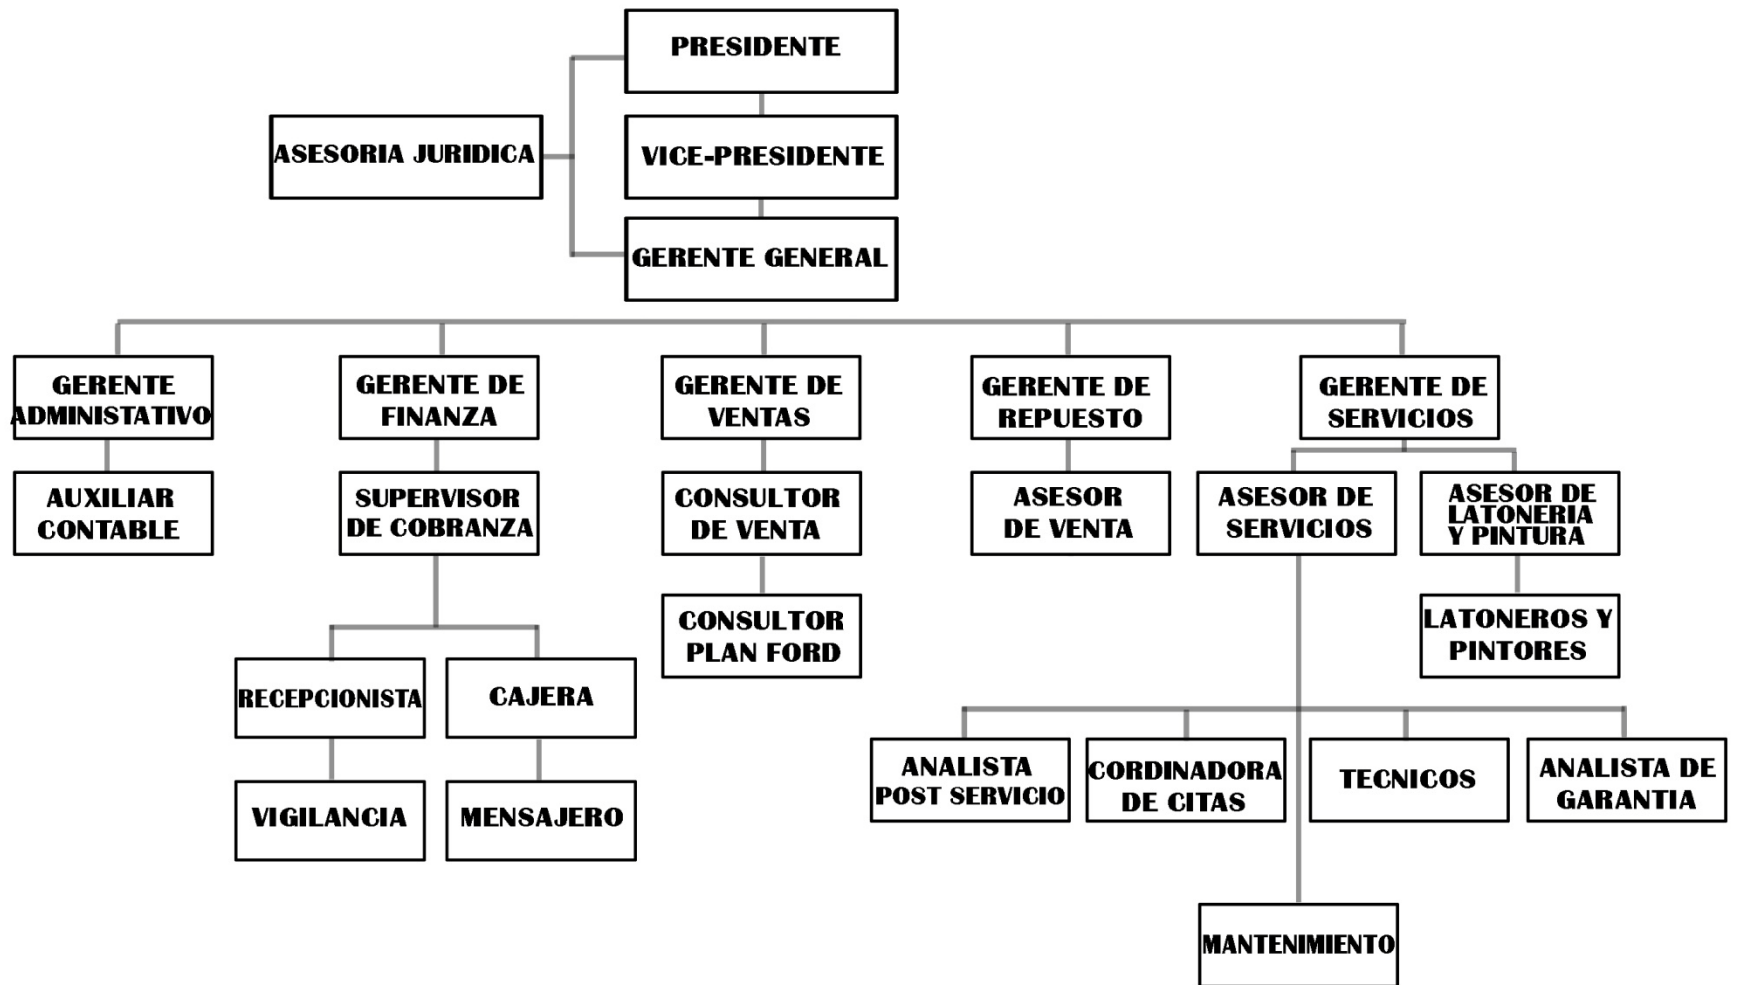 PRESIDENTE
ASESORIA JURIDICA
VICE-PRESIDENTE
GERENTE GENERAL
GERENTE
ADMINISTATIVO
GERENTE DE
FINANZA
GERENTE DE
VENTAS
GERENTE DE
REPUESTO
GERENTE DE
SERVICIOS
AUXILIAR
CONTABLE
SUPERVISOR
DE COBRANZA
CONSULTOR
DE VENTA
ASESOR
DE VENTA
ASESOR DE
SERVICIOS
ASESOR DE
LATONERIA
Y PINTURA
CONSULTOR
PLAN FORD
LATONEROS Y
PINTORES
RECEPCIONISTA
CAJERA
ANALISTA
POST SERVICIO
CORDINADORA
DE CITAS
TECNICOS
ANALISTA DE
GARANTIA
VIGILANCIA
MENSAJERO
MANTENIMIENTO